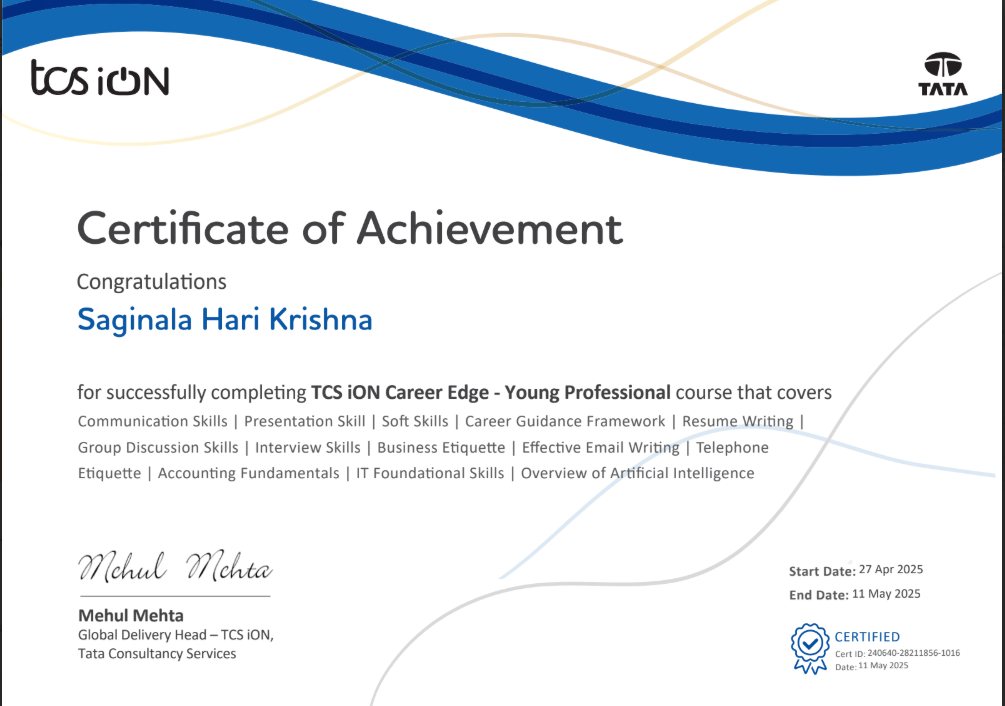 tcs iON
TATA
Certificate of Achievement
Congratulations
Saginala Hari Krishna
for successfully completing TCS iON Career Edge - Young Professional course that covers
Communication Skills | Presentation Skill | Soft Skills | Career Guidance Framework | Resume Writing |
Group Discussion Skills | Interview Skills | Business Etiquette | Effective Email Writing | Telephone
Etiquette | Accounting Fundamentals | IT Foundational Skills | Overview of Artificial Intelligence
Mehul Mehta
Mehul Mehta
Global Delivery Head – TCS iON,
Tata Consultancy Services
Start Date: 27 Apr 2025
End Date: 11 May 2025
CERTIFIED
Cert ID: 240640-28211856-1016
Date: 11 May 2025